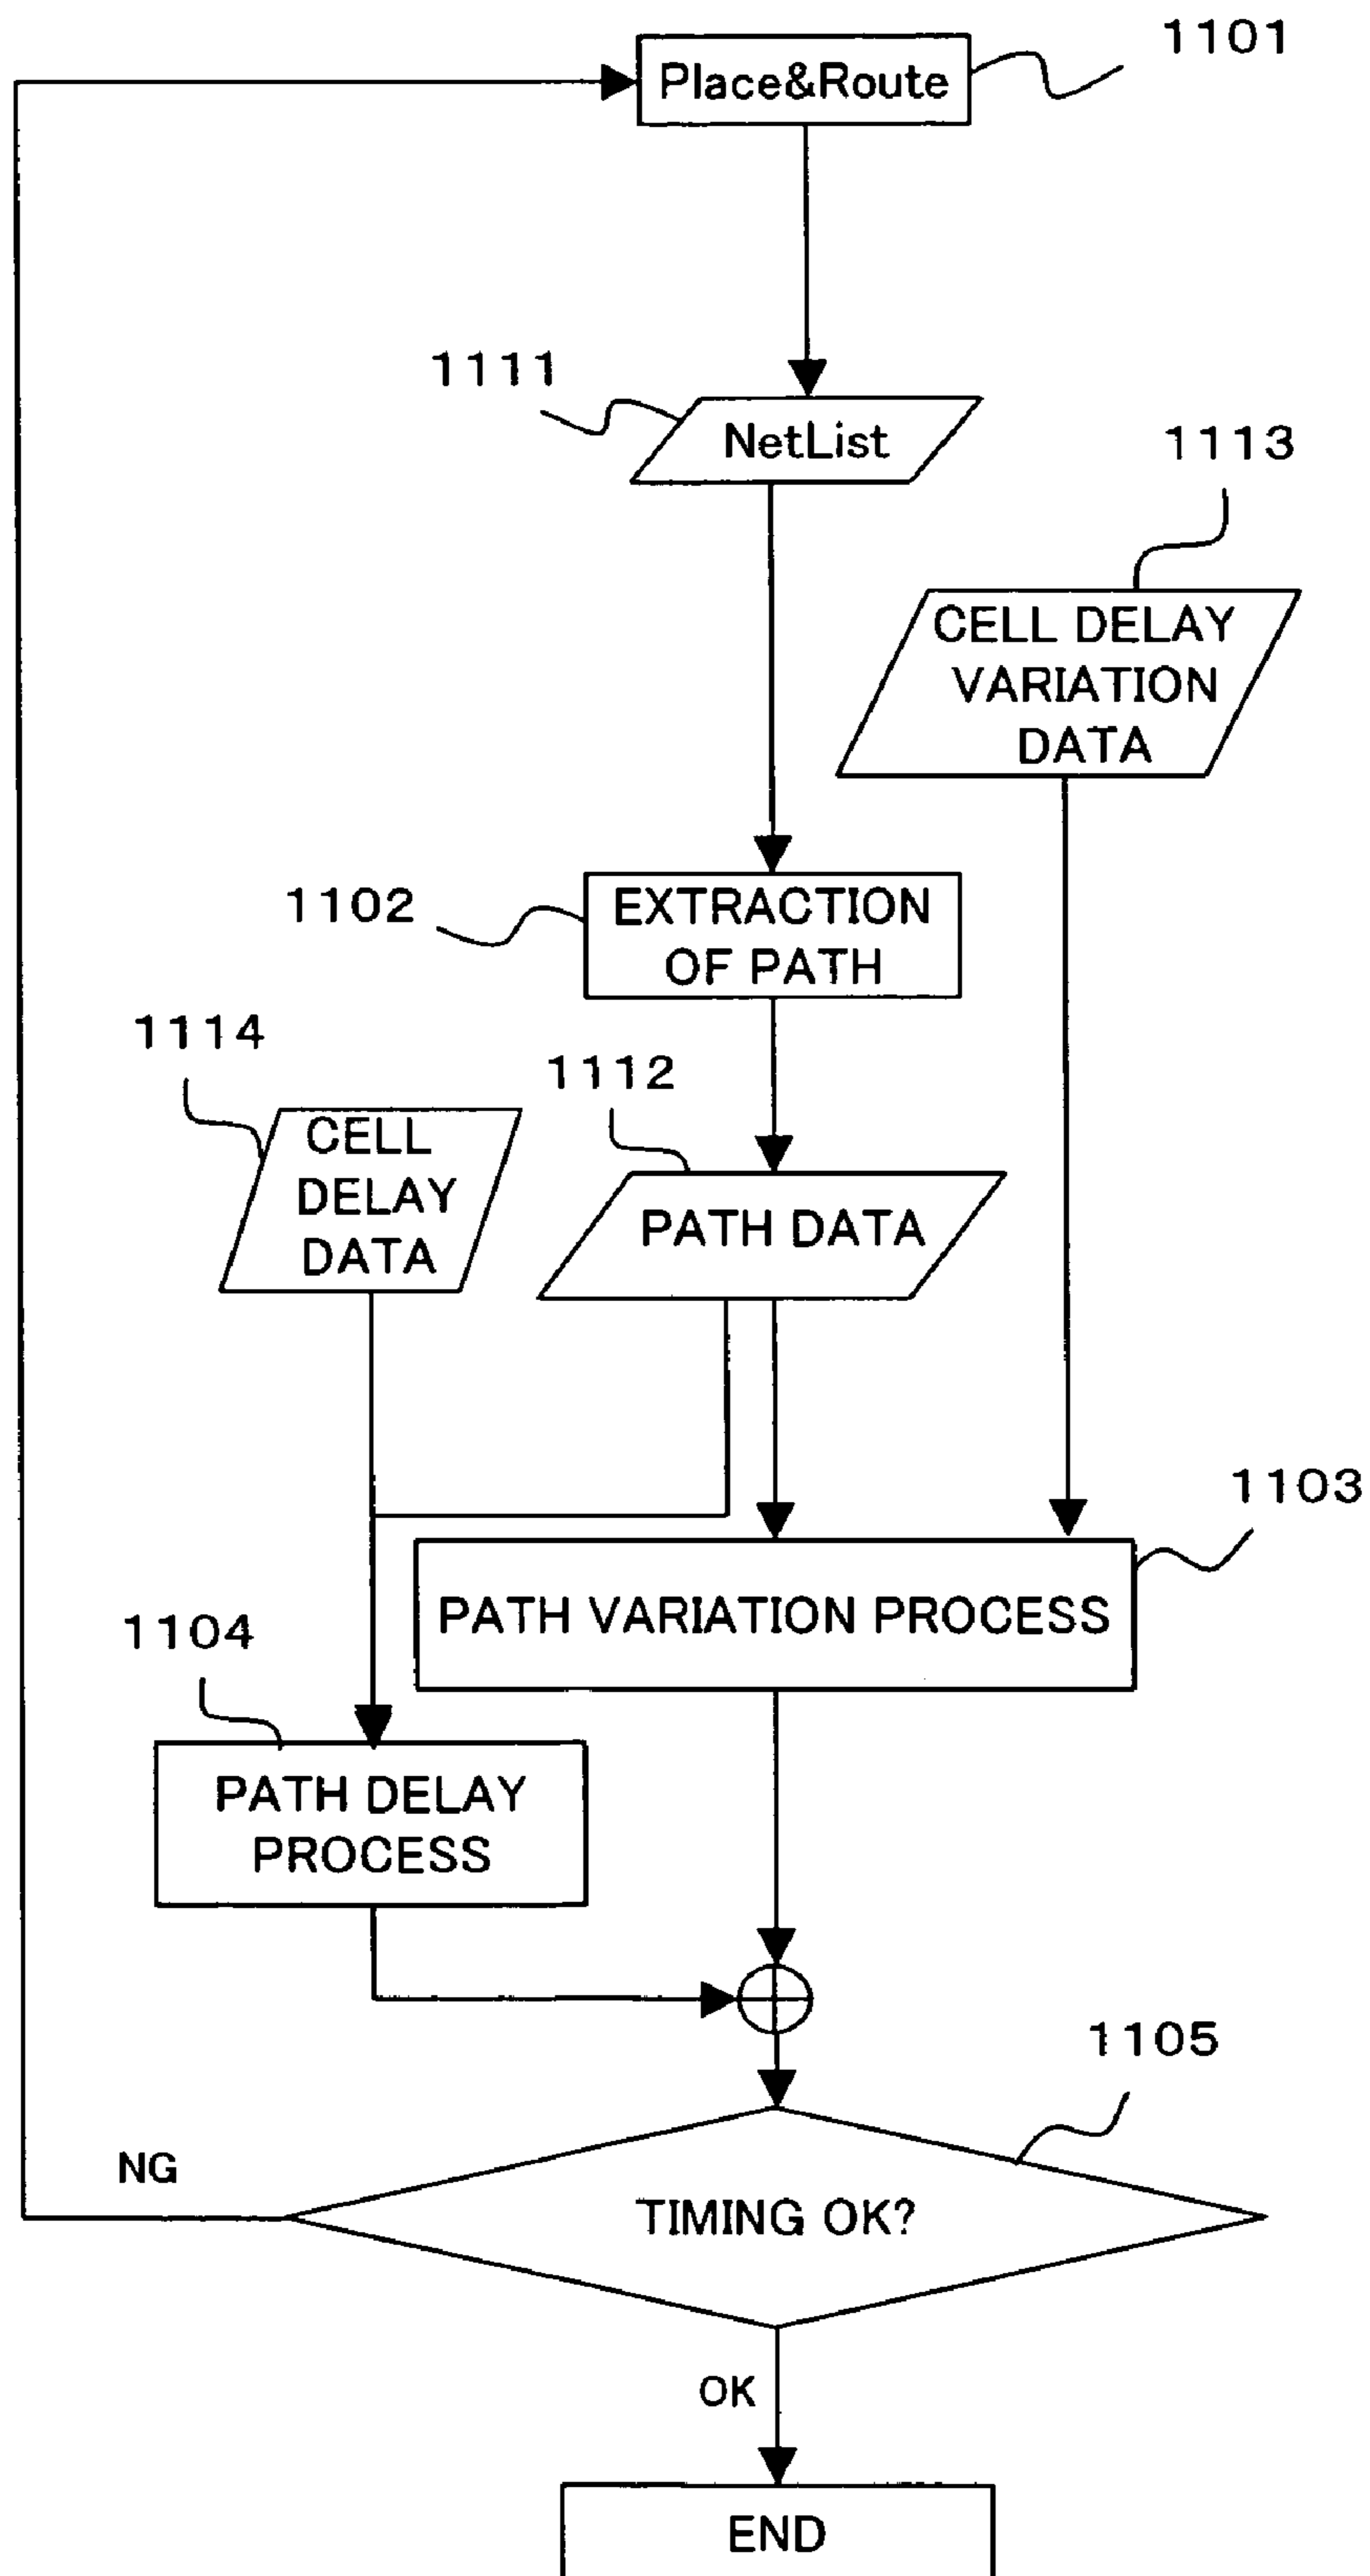 1101
Place&Route
1111
NetList
1113
CELL DELAY
VARIATION
DATA
1102
EXTRACTION
OF PATH
1114
CELL
DELAY
DATA
1112
PATH DATA
1103
PATH VARIATION PROCESS
1104
PATH DELAY
PROCESS
1105
NG
TIMING OK?
OK
END